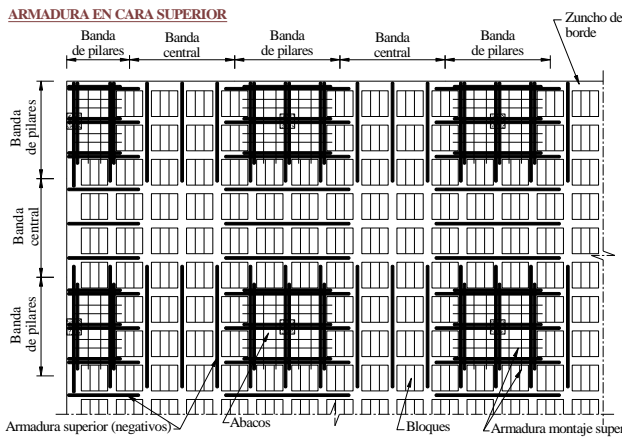 ARMADURA EN CARA SUPERIOR
Zuncho de
borde
Banda
de pilares
Banda
central
Banda
de pilares
Banda
central
Banda
de pilares
Banda
de pilares
Banda
central
Banda
de pilares
Armadura superior (negativos)
Abacos
Bloques
Armadura montaje super